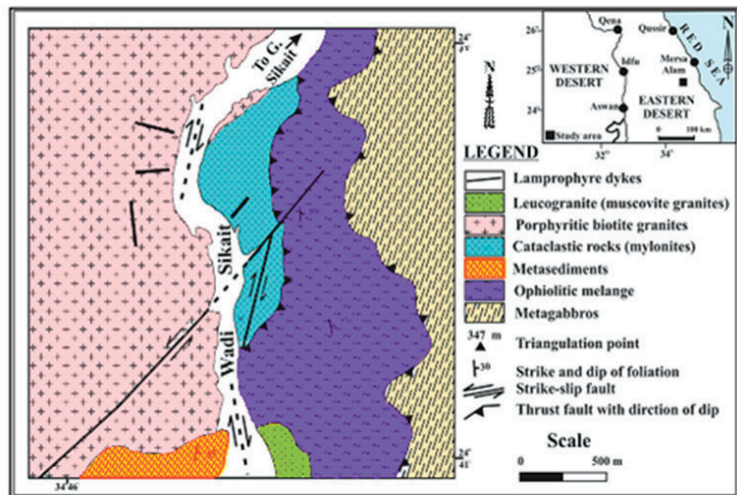 To G.
Sikait
Sikait
Wadi
24°
34°46
24°
41'
N
Qena
Qussir
RED SEA
26°
Idfu
Mersa
Alam
25°
WESTERN
DESERT
EASTERN
DESERT
24°
Aswan
Study area
0 100 km
32°
34°
LEGEND
Lamprophyre dykes
Leucogranite (muscovite granites)
Porphyritic biotite granites
Cataclastic rocks (mylonites)
Metasediments
Ophiolitic melange
Metagabbros
347 m
Triangulation point
30
Strike and dip of foliation
Strike-slip fault
Thrust fault with direction of dip
Scale
0 500 m